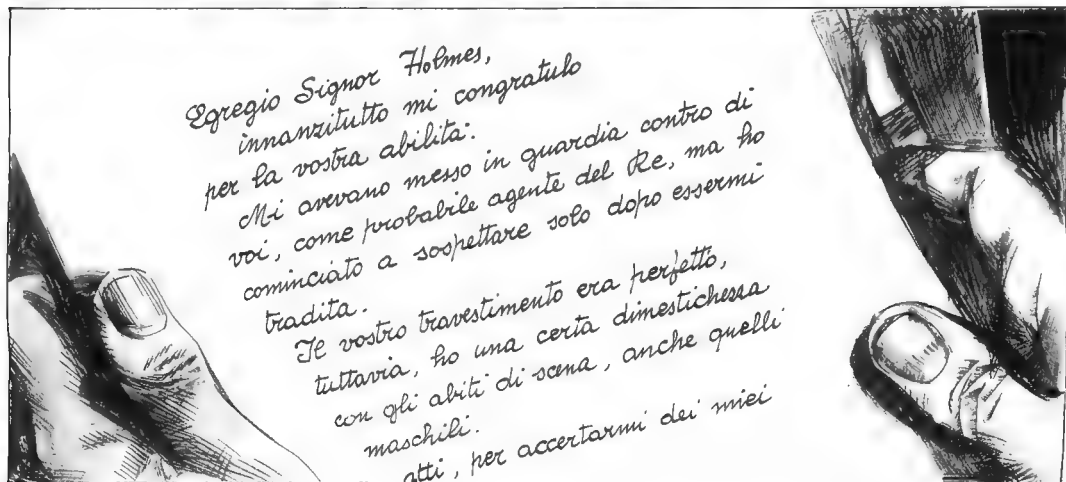 Egregio Signor Holmes,
innanzitutto mi congratulo
per la vostra abilità.
Mi avevano messo in guardia contro di
voi, come probabile agente del Re, ma ho
cominciato a sospettare solo dopo essermi
tradita.
Il vostro travestimento era perfetto,
tuttavia, ho una certa dimestichezza
con gli abiti di scena, anche quelli
maschili.
atti, per accertarmi dei miei